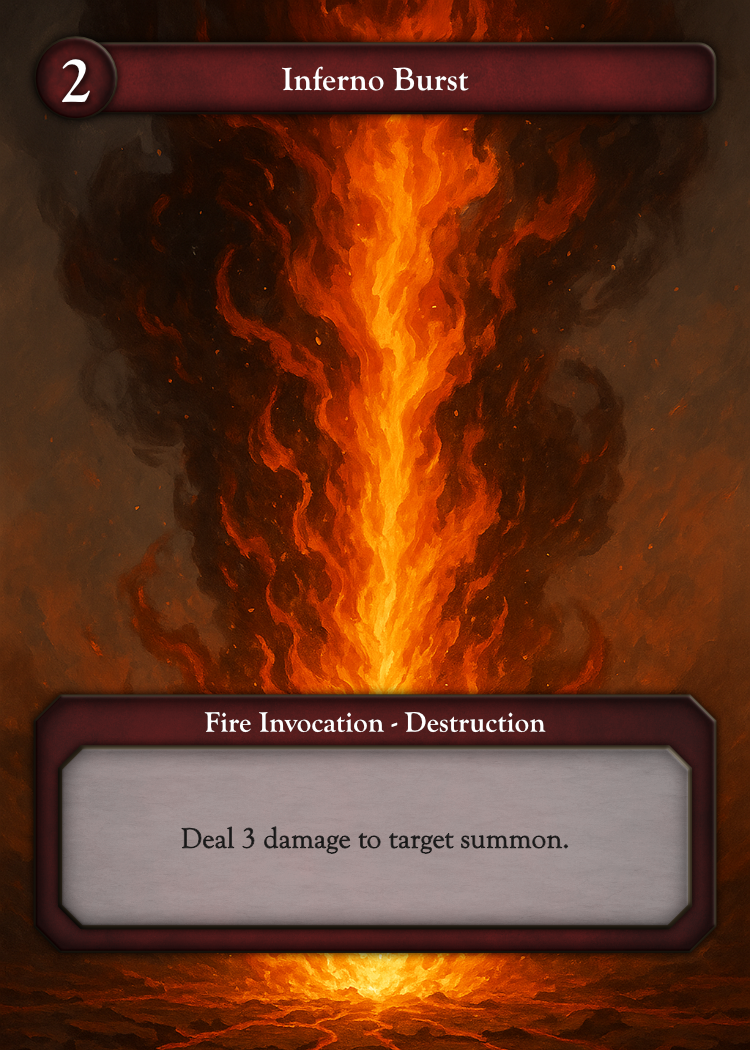 2
Inferno Burst
Fire Invocation - Destruction
Deal 3 damage to target summon.